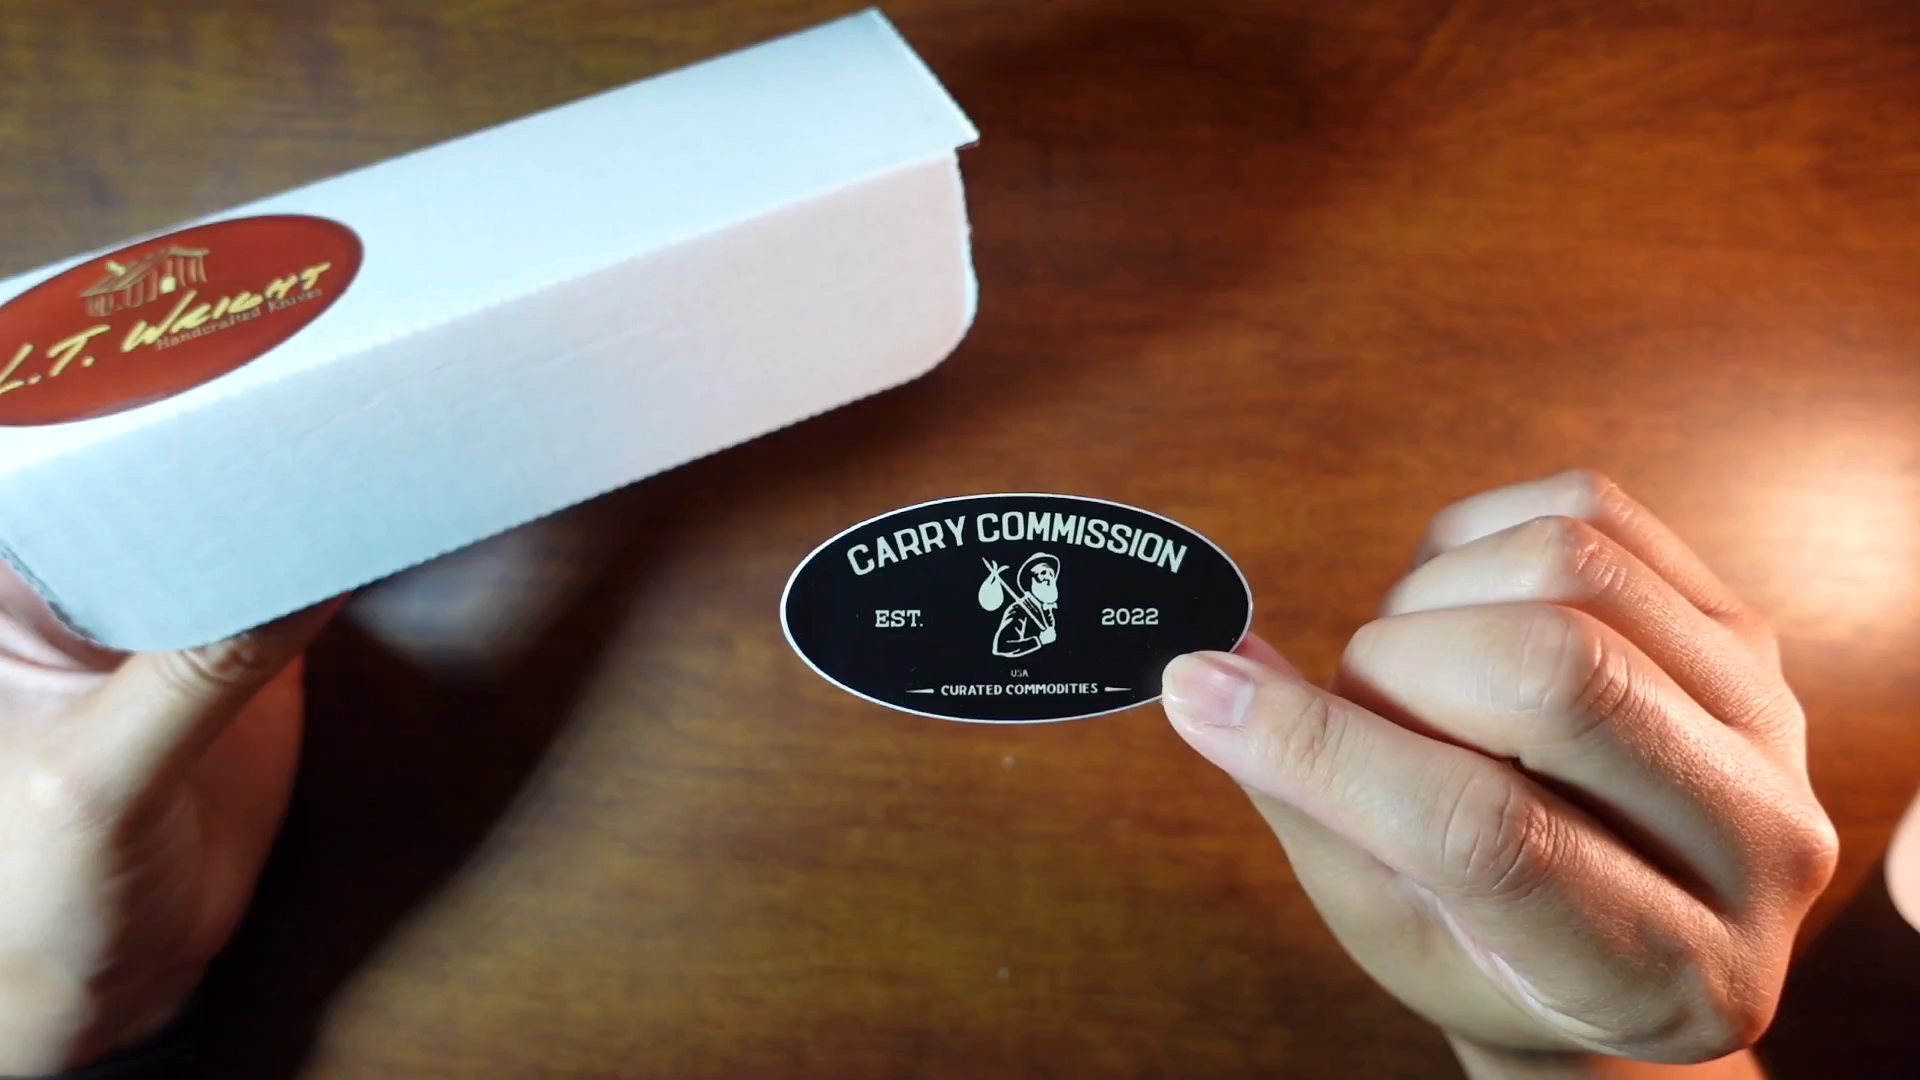 L.T. WRIGHT
Handcrafted Knives
CARRY COMMISSION
EST. 2022
USA
CURATED COMMODITIES